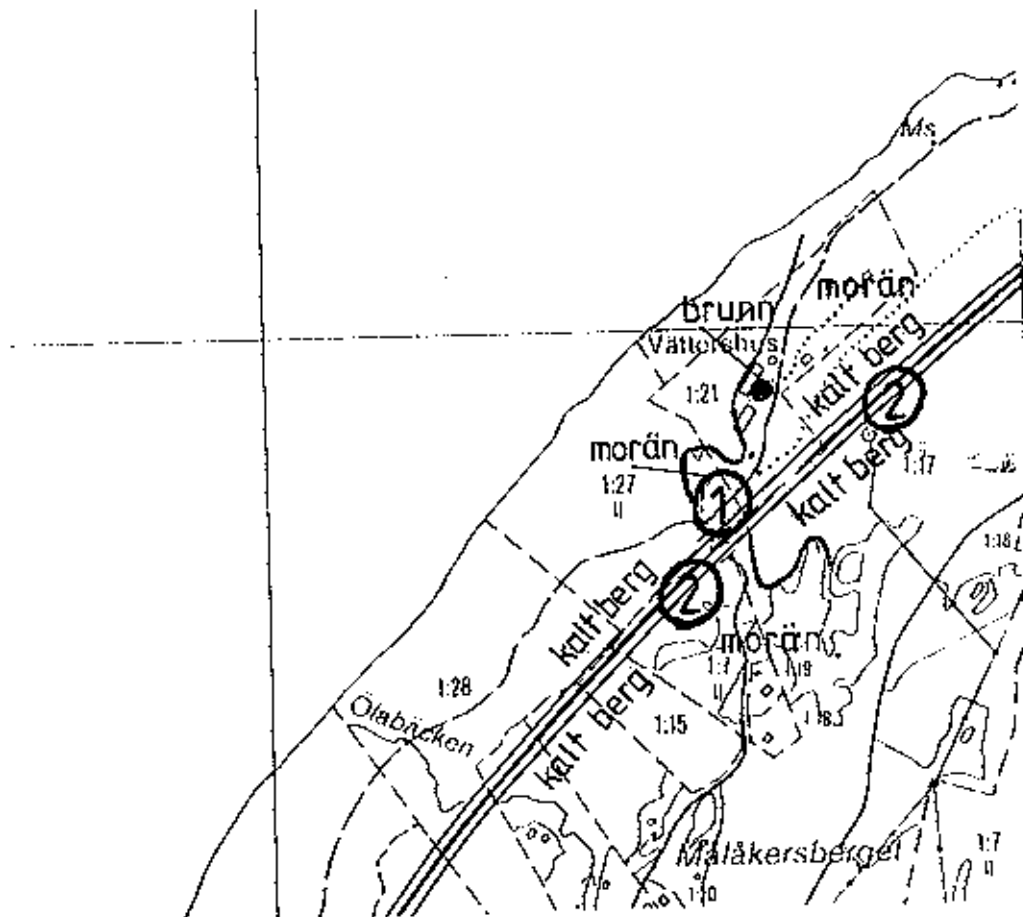 Ms
morän
brunn
Vättershus
kalt berg
1:21
2
morän
1:27
kalt berg
1:17
1
1:18
kalt berg
2
morän
1:28
kalt berg
1:19
Ölabäcken
1:15
Målåkersberget
1:7
1:10